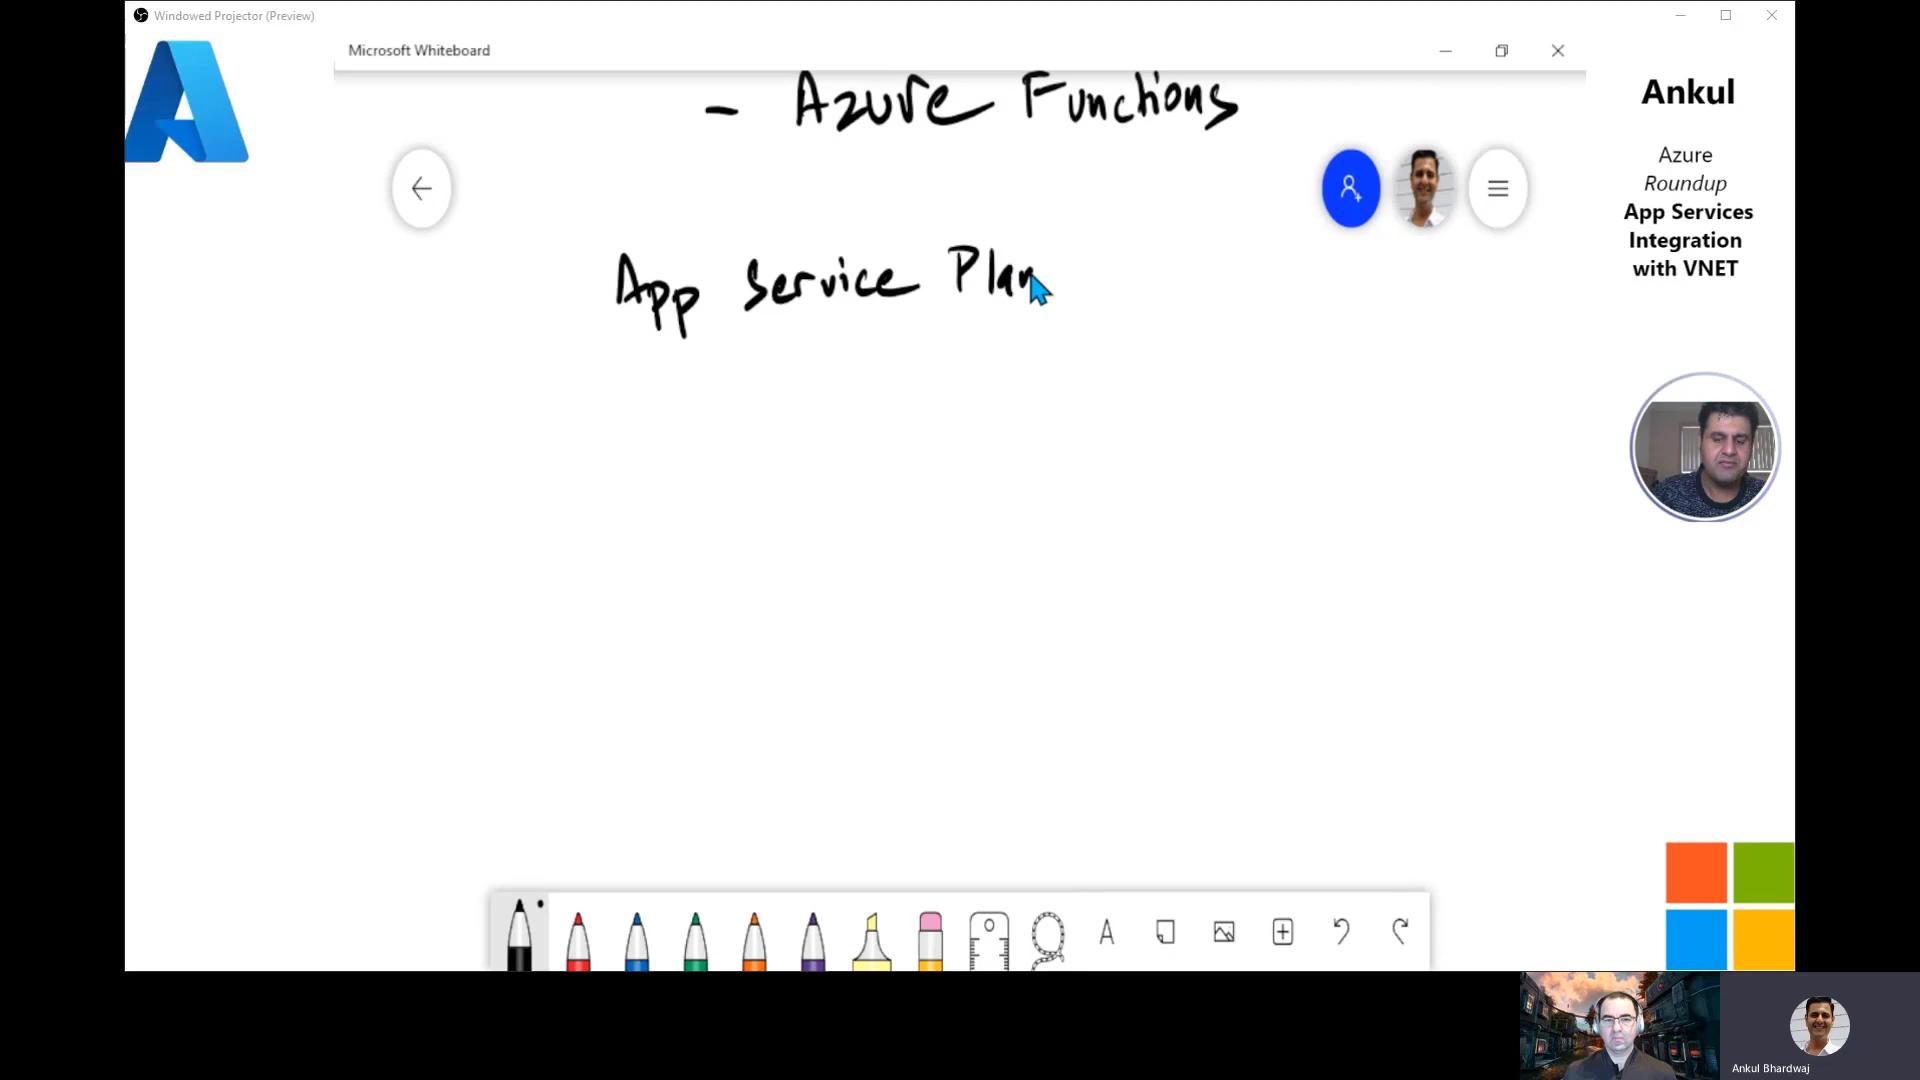 Windowed Projector (Preview)
Microsoft Whiteboard
- Azure Functions
App Service Plan
Ankul
Azure
Roundup
App Services
Integration
with VNET
Ankul Bhardwaj